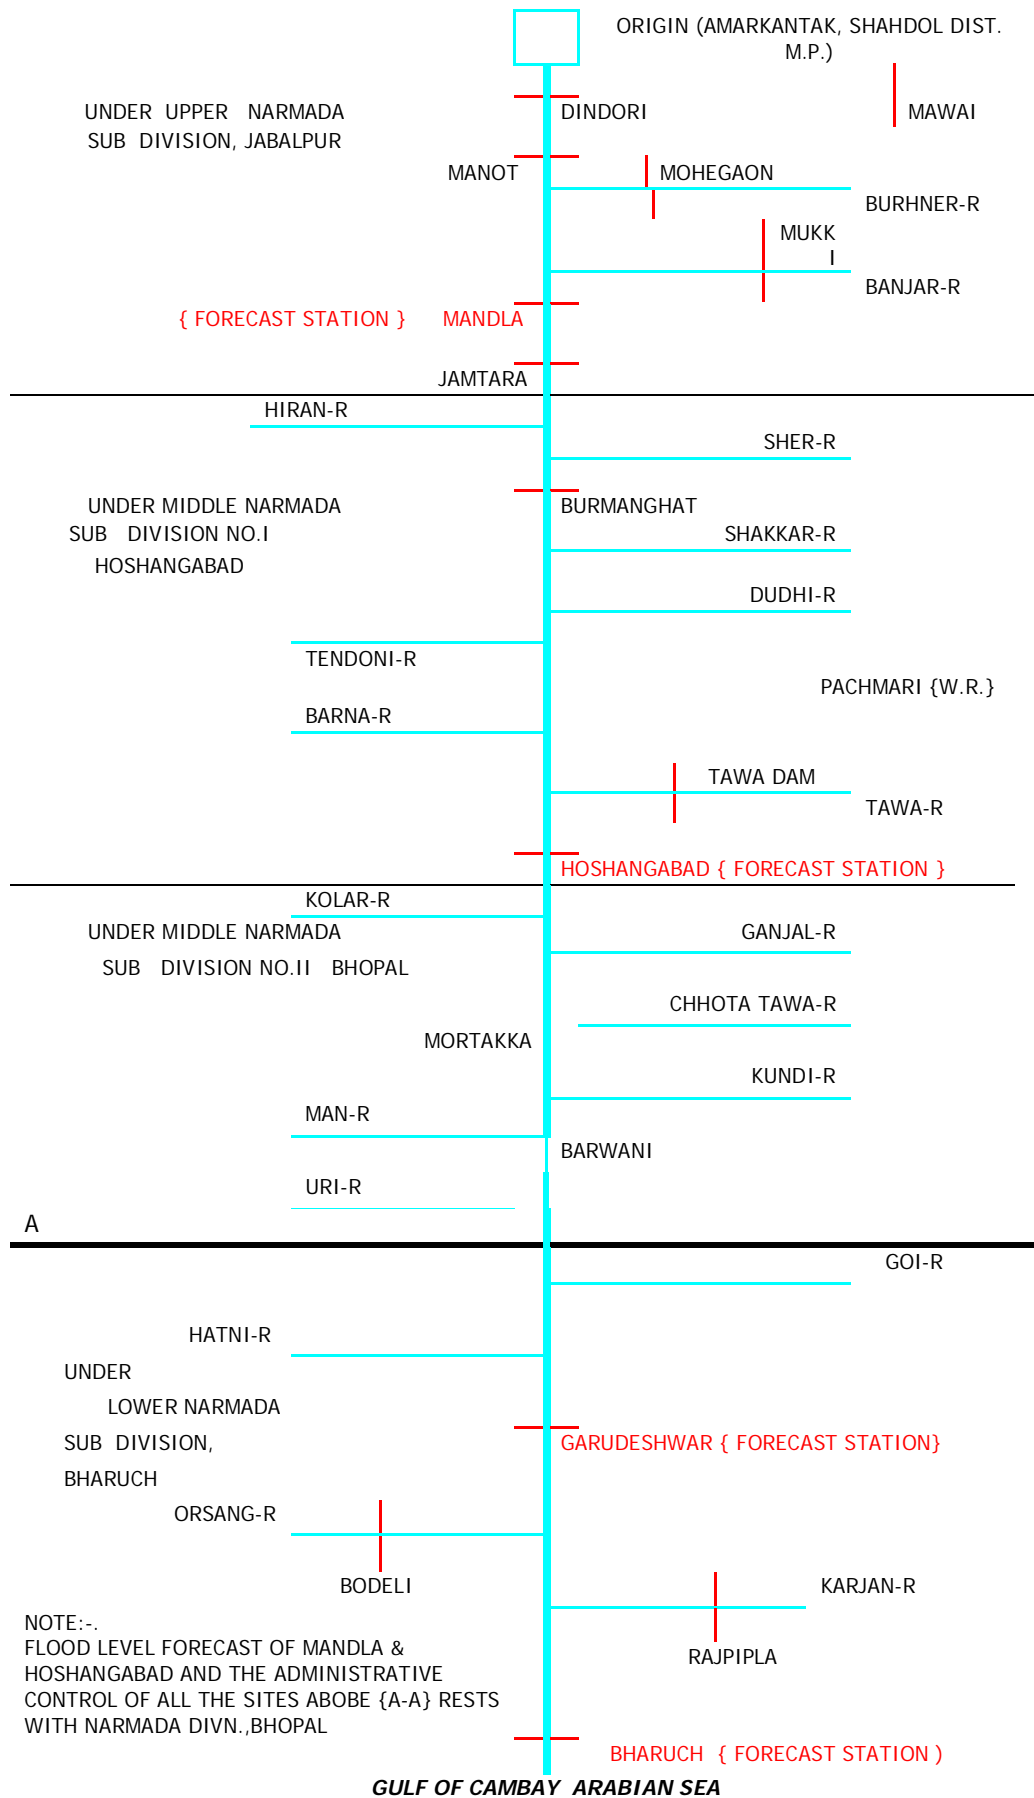 ORIGIN (AMARKANTAK, SHAHDOL DIST.
M.P.)
UNDER UPPER NARMADA
SUB DIVISION, JABALPUR
DINDORI
MAWAI
MANOT
MOHEGAON
BURHNER-R
MUKK
I
BANJAR-R
{ FORECAST STATION } MANDLA
JAMTARA
HIRAN-R
SHER-R
UNDER MIDDLE NARMADA
SUB DIVISION NO.I
HOSHANGABAD
BURMANGHAT
SHAKKAR-R
DUDHI-R
TENDONI-R
PACHMARI {W.R.}
BARNA-R
TAWA DAM
TAWA-R
HOSHANGABAD { FORECAST STATION }
KOLAR-R
UNDER MIDDLE NARMADA
SUB DIVISION NO.II BHOPAL
GANJAL-R
CHHOTA TAWA-R
MORTAKKA
KUNDI-R
MAN-R
BARWANI
URI-R
A
GOI-R
HATNI-R
UNDER
LOWER NARMADA
SUB DIVISION,
BHARUCH
GARUDESHWAR { FORECAST STATION}
ORSANG-R
BODELI
KARJAN-R
RAJPIPLA
NOTE:-.
FLOOD LEVEL FORECAST OF MANDLA &
HOSHANGABAD AND THE ADMINISTRATIVE
CONTROL OF ALL THE SITES ABOBE {A-A} RESTS
WITH NARMADA DIVN.,BHOPAL
BHARUCH { FORECAST STATION )
GULF OF CAMBAY ARABIAN SEA